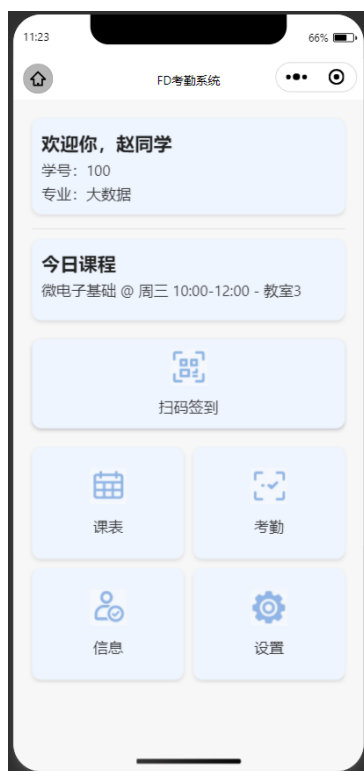 11:23
66%
FD考勤系统
欢迎你，赵同学
学号：100
专业：大数据
今日课程
微电子基础 @ 周三 10:00-12:00 - 教室3
扫码签到
课表
考勤
信息
设置